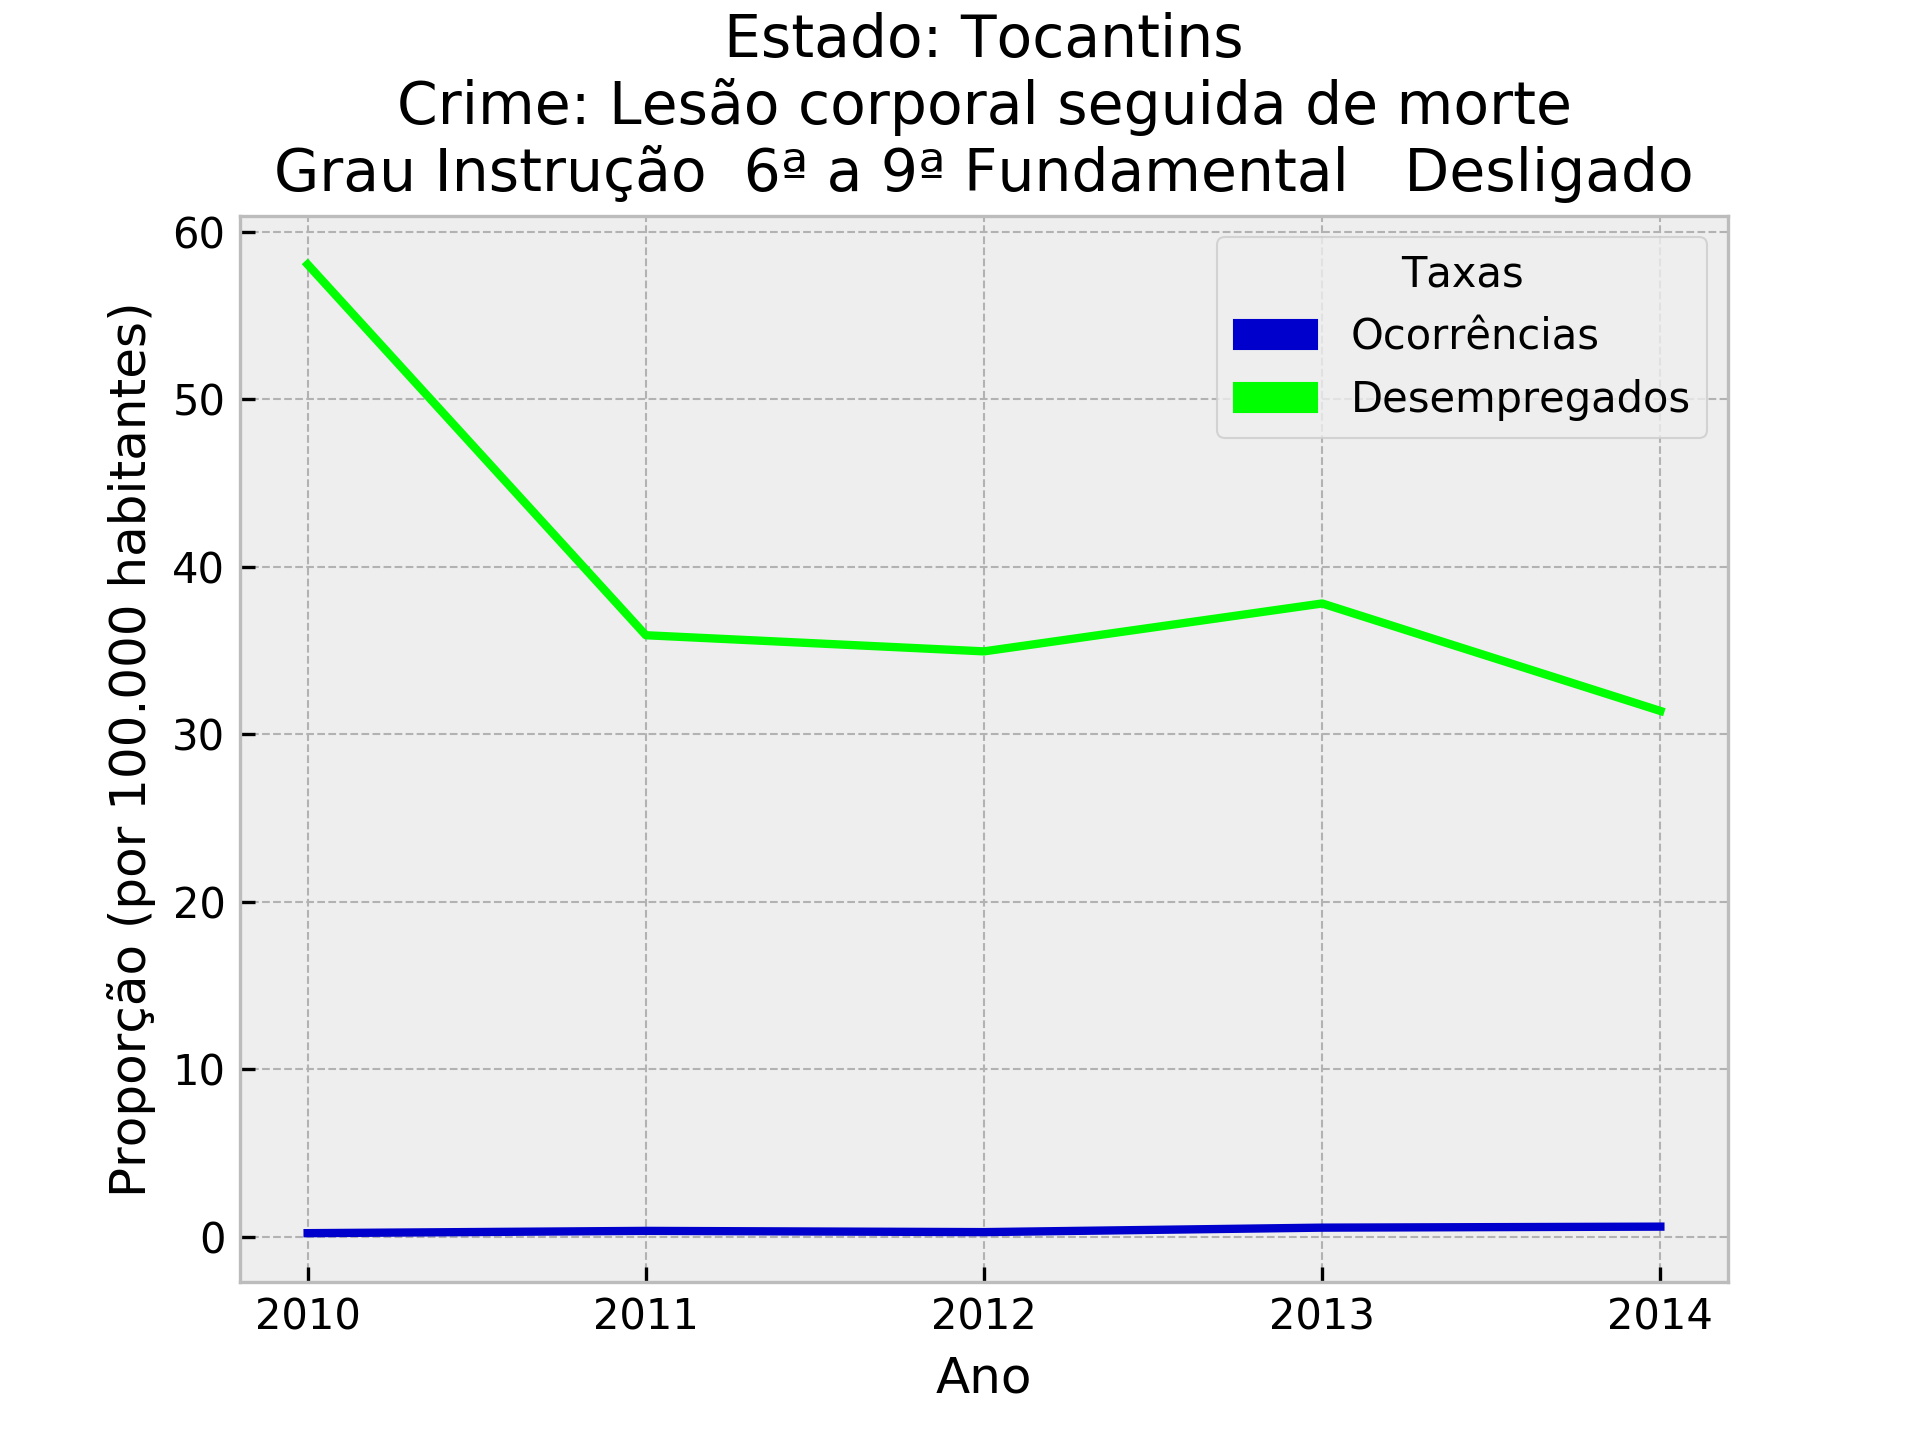 Estado: Tocantins
Crime: Lesão corporal seguida de morte
Grau Instrução  6ª a 9ª Fundamental   Desligado
Proporção (por 100.000 habitantes)
60
50
40
30
20
10
0
Taxas
Ocorrências
Desempregados
2010 2011 2012 2013 2014
Ano